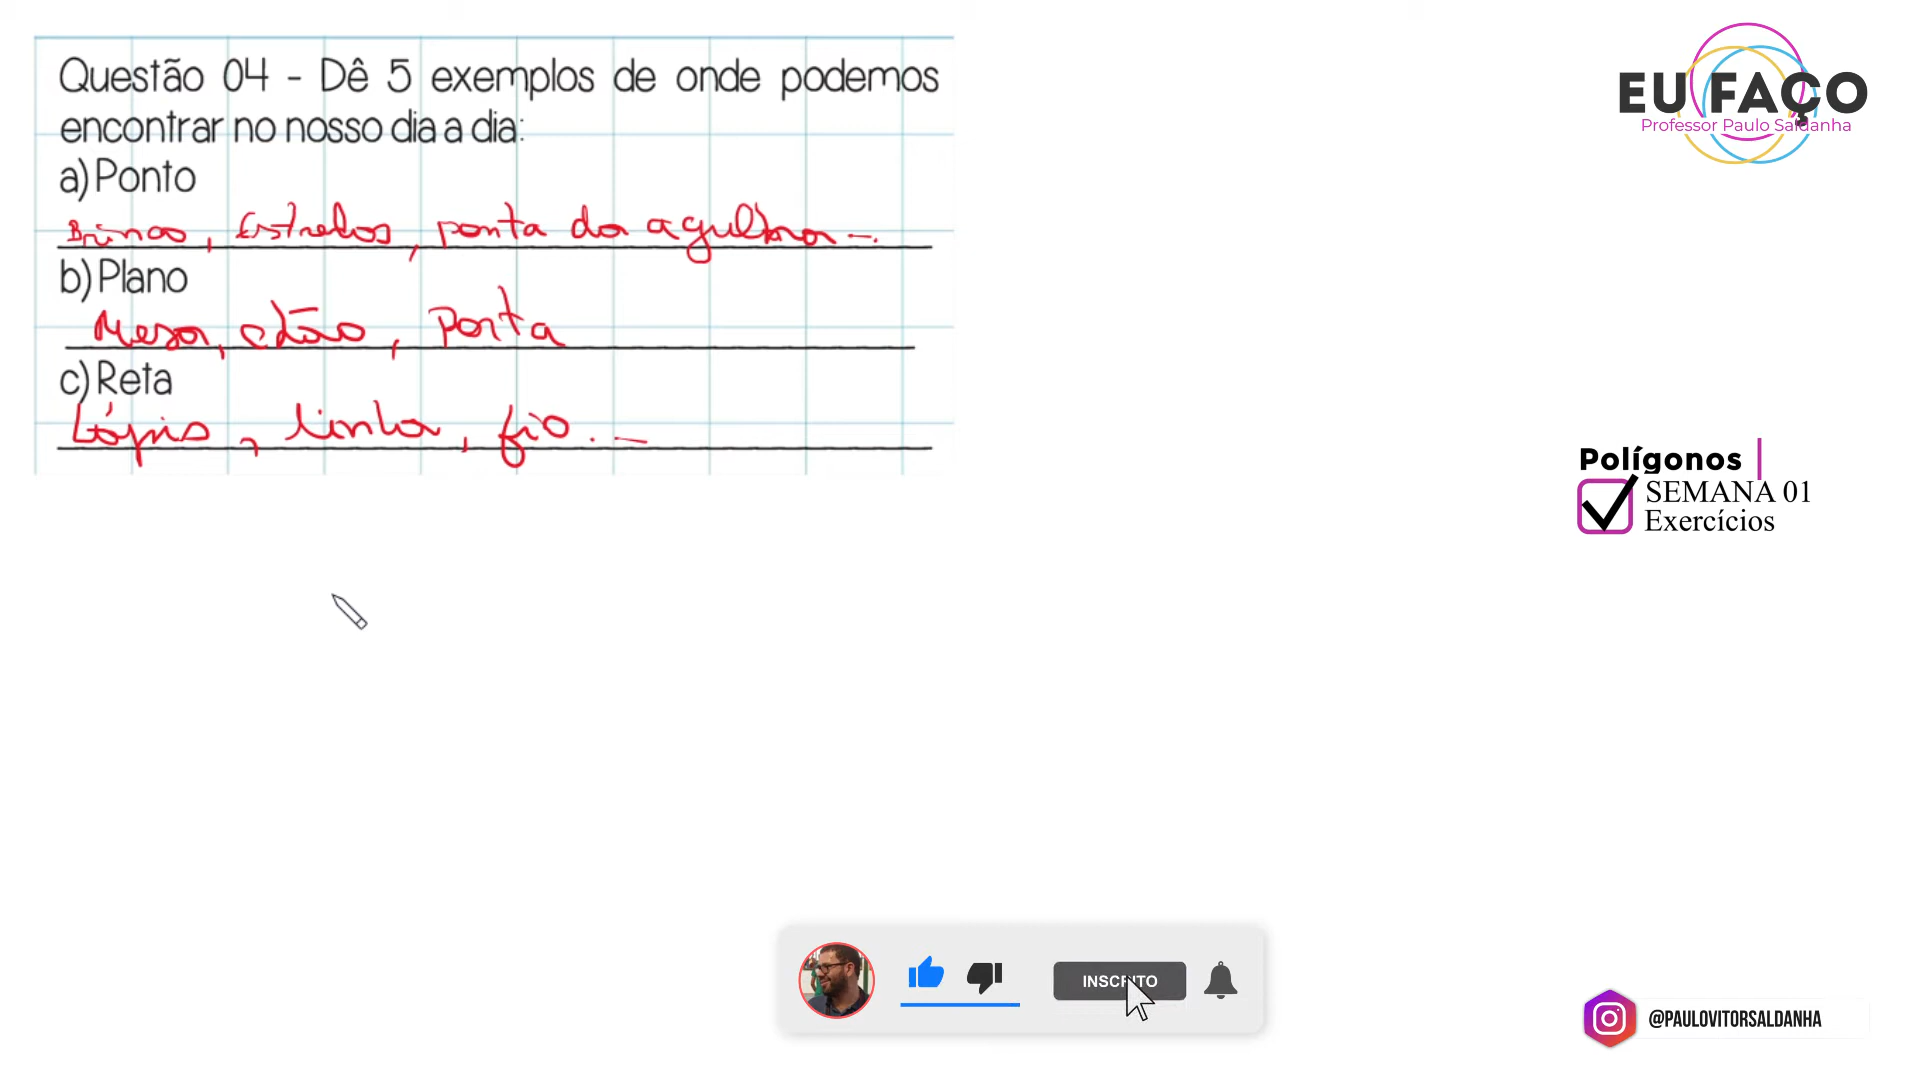 Questão 04 - Dê 5 exemplos de onde podemos
encontrar no nosso dia a dia:
a) Ponto
Brinco, Estrelas, ponta da agulha -.
b) Plano
Mesa, chão, Porta
c) Reta
Lápis, linha, fio. -
EU FAÇO
Professor Paulo Saldanha
Polígonos
SEMANA 01
Exercícios
INSCRITO
@PAULOVITORSALDANHA